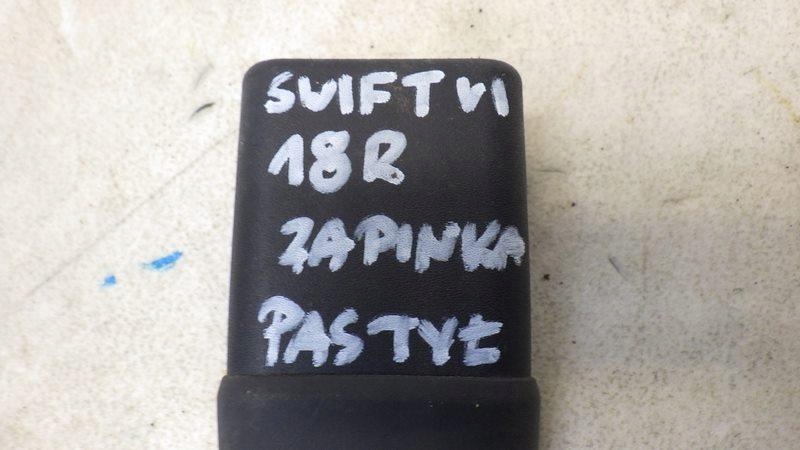 SWIFT VI
18R
ZAPINKA
PAS TYŁ